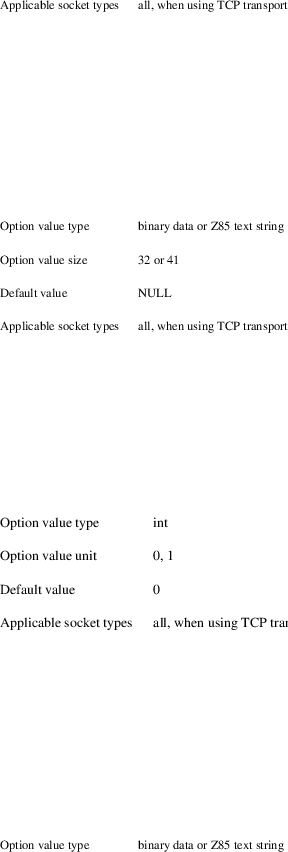 Applicable socket types all, when using TCP transport
Option value type binary data or Z85 text string
Option value size 32 or 41
Default value NULL
Applicable socket types all, when using TCP transport
Option value type int
Option value unit 0, 1
Default value 0
Applicable socket types all, when using TCP
Option value type binary data or Z85 text string